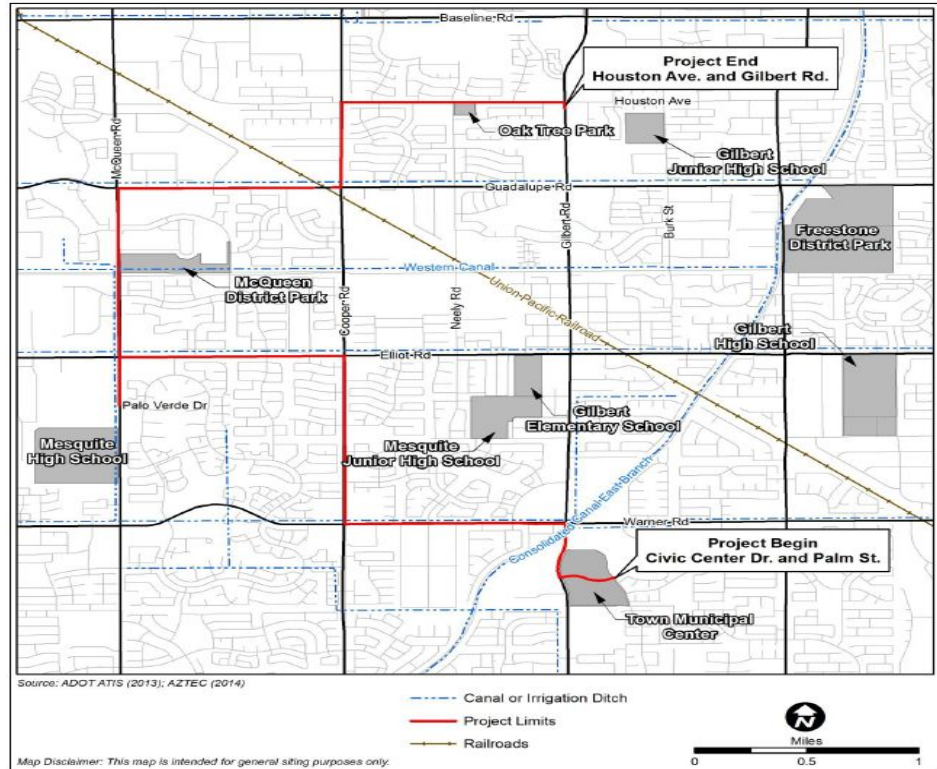 Baseline Rd
Project End
Houston Ave. and Gilbert Rd.
Houston Ave
Oak Tree Park
Gilbert
Junior High School
McQueen Rd
Guadalupe Rd
Gilbert Rd
Burk St
Freestone
District Park
McQueen
District Park
Western Canal
Cooper Rd
Neely Rd
Union Pacific Railroad
Gilbert
High School
Elliot Rd
Palo Verde Dr
Gilbert
Elementary School
Mesquite
High School
Mesquite
Junior High School
Consolidated Canal East Branch
Warner Rd
Project Begin
Civic Center Dr. and Palm St.
Town Municipal
Center
Source: ADOT ATIS (2013); AZTEC (2014)
Canal or Irrigation Ditch
Project Limits
Railroads
N
Miles
0 0.5 1
Map Disclaimer: This map is intended for general siting purposes only.